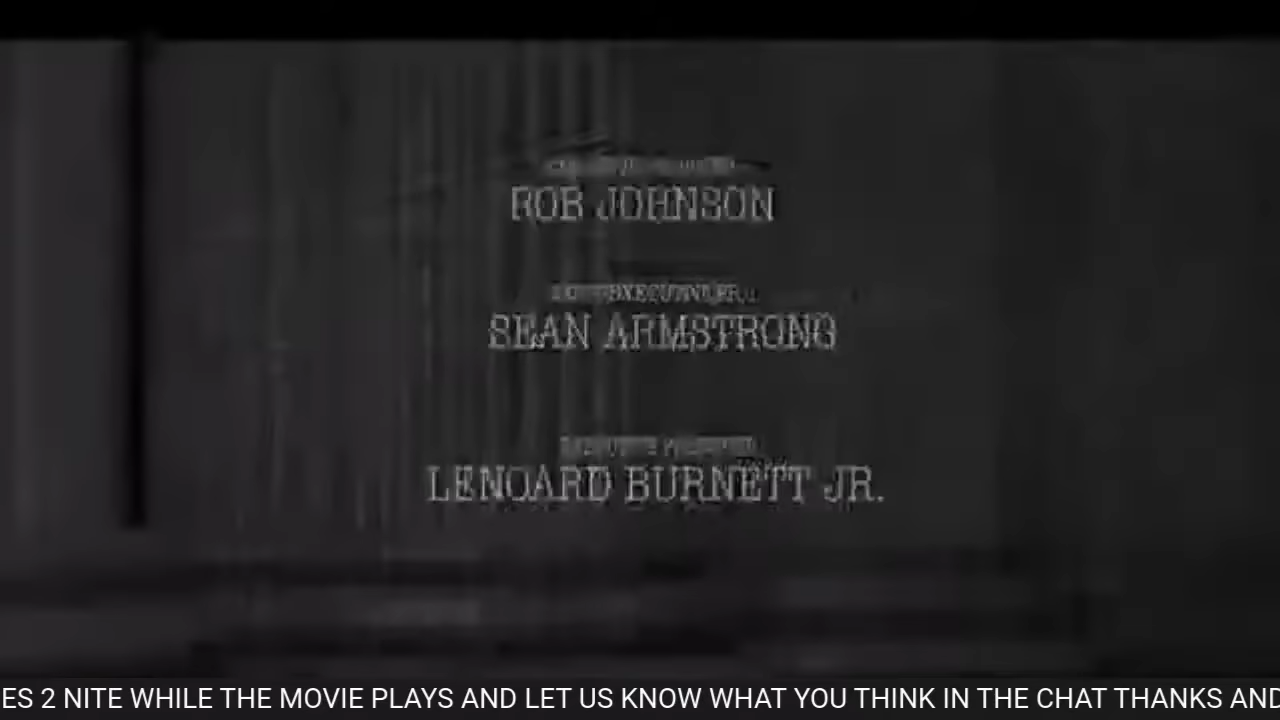 ROB JOHNSON
SEAN ARMSTRONG
LENOARD BURNETT JR.
ES 2 NITE WHILE THE MOVIE PLAYS AND LET US KNOW WHAT YOU THINK IN THE CHAT THANKS AND